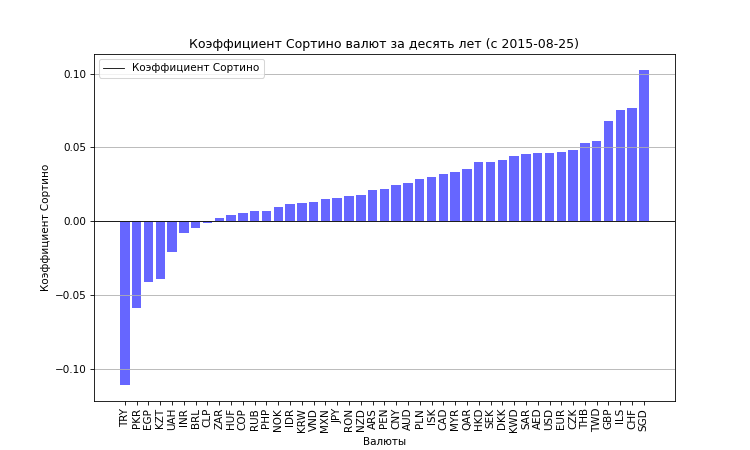 Коэффициент Сортино валют за десять лет (с 2015-08-25)
Коэффициент Сортино
Коэффициент Сортино
0.10
0.05
0.00
−0.05
−0.10
TRY PKR EGP KZT UAH INR BRL CLP ZAR HUF COP RUB PHP NOK IDR KRW VND MXN JPY RON NZD ARS PEN CNY AUD PLN ISK CAD MYR QAR HKD SEK DKK KWD SAR AED USD EUR CZK THB TWD GBP ILS CHF SGD
Валюты